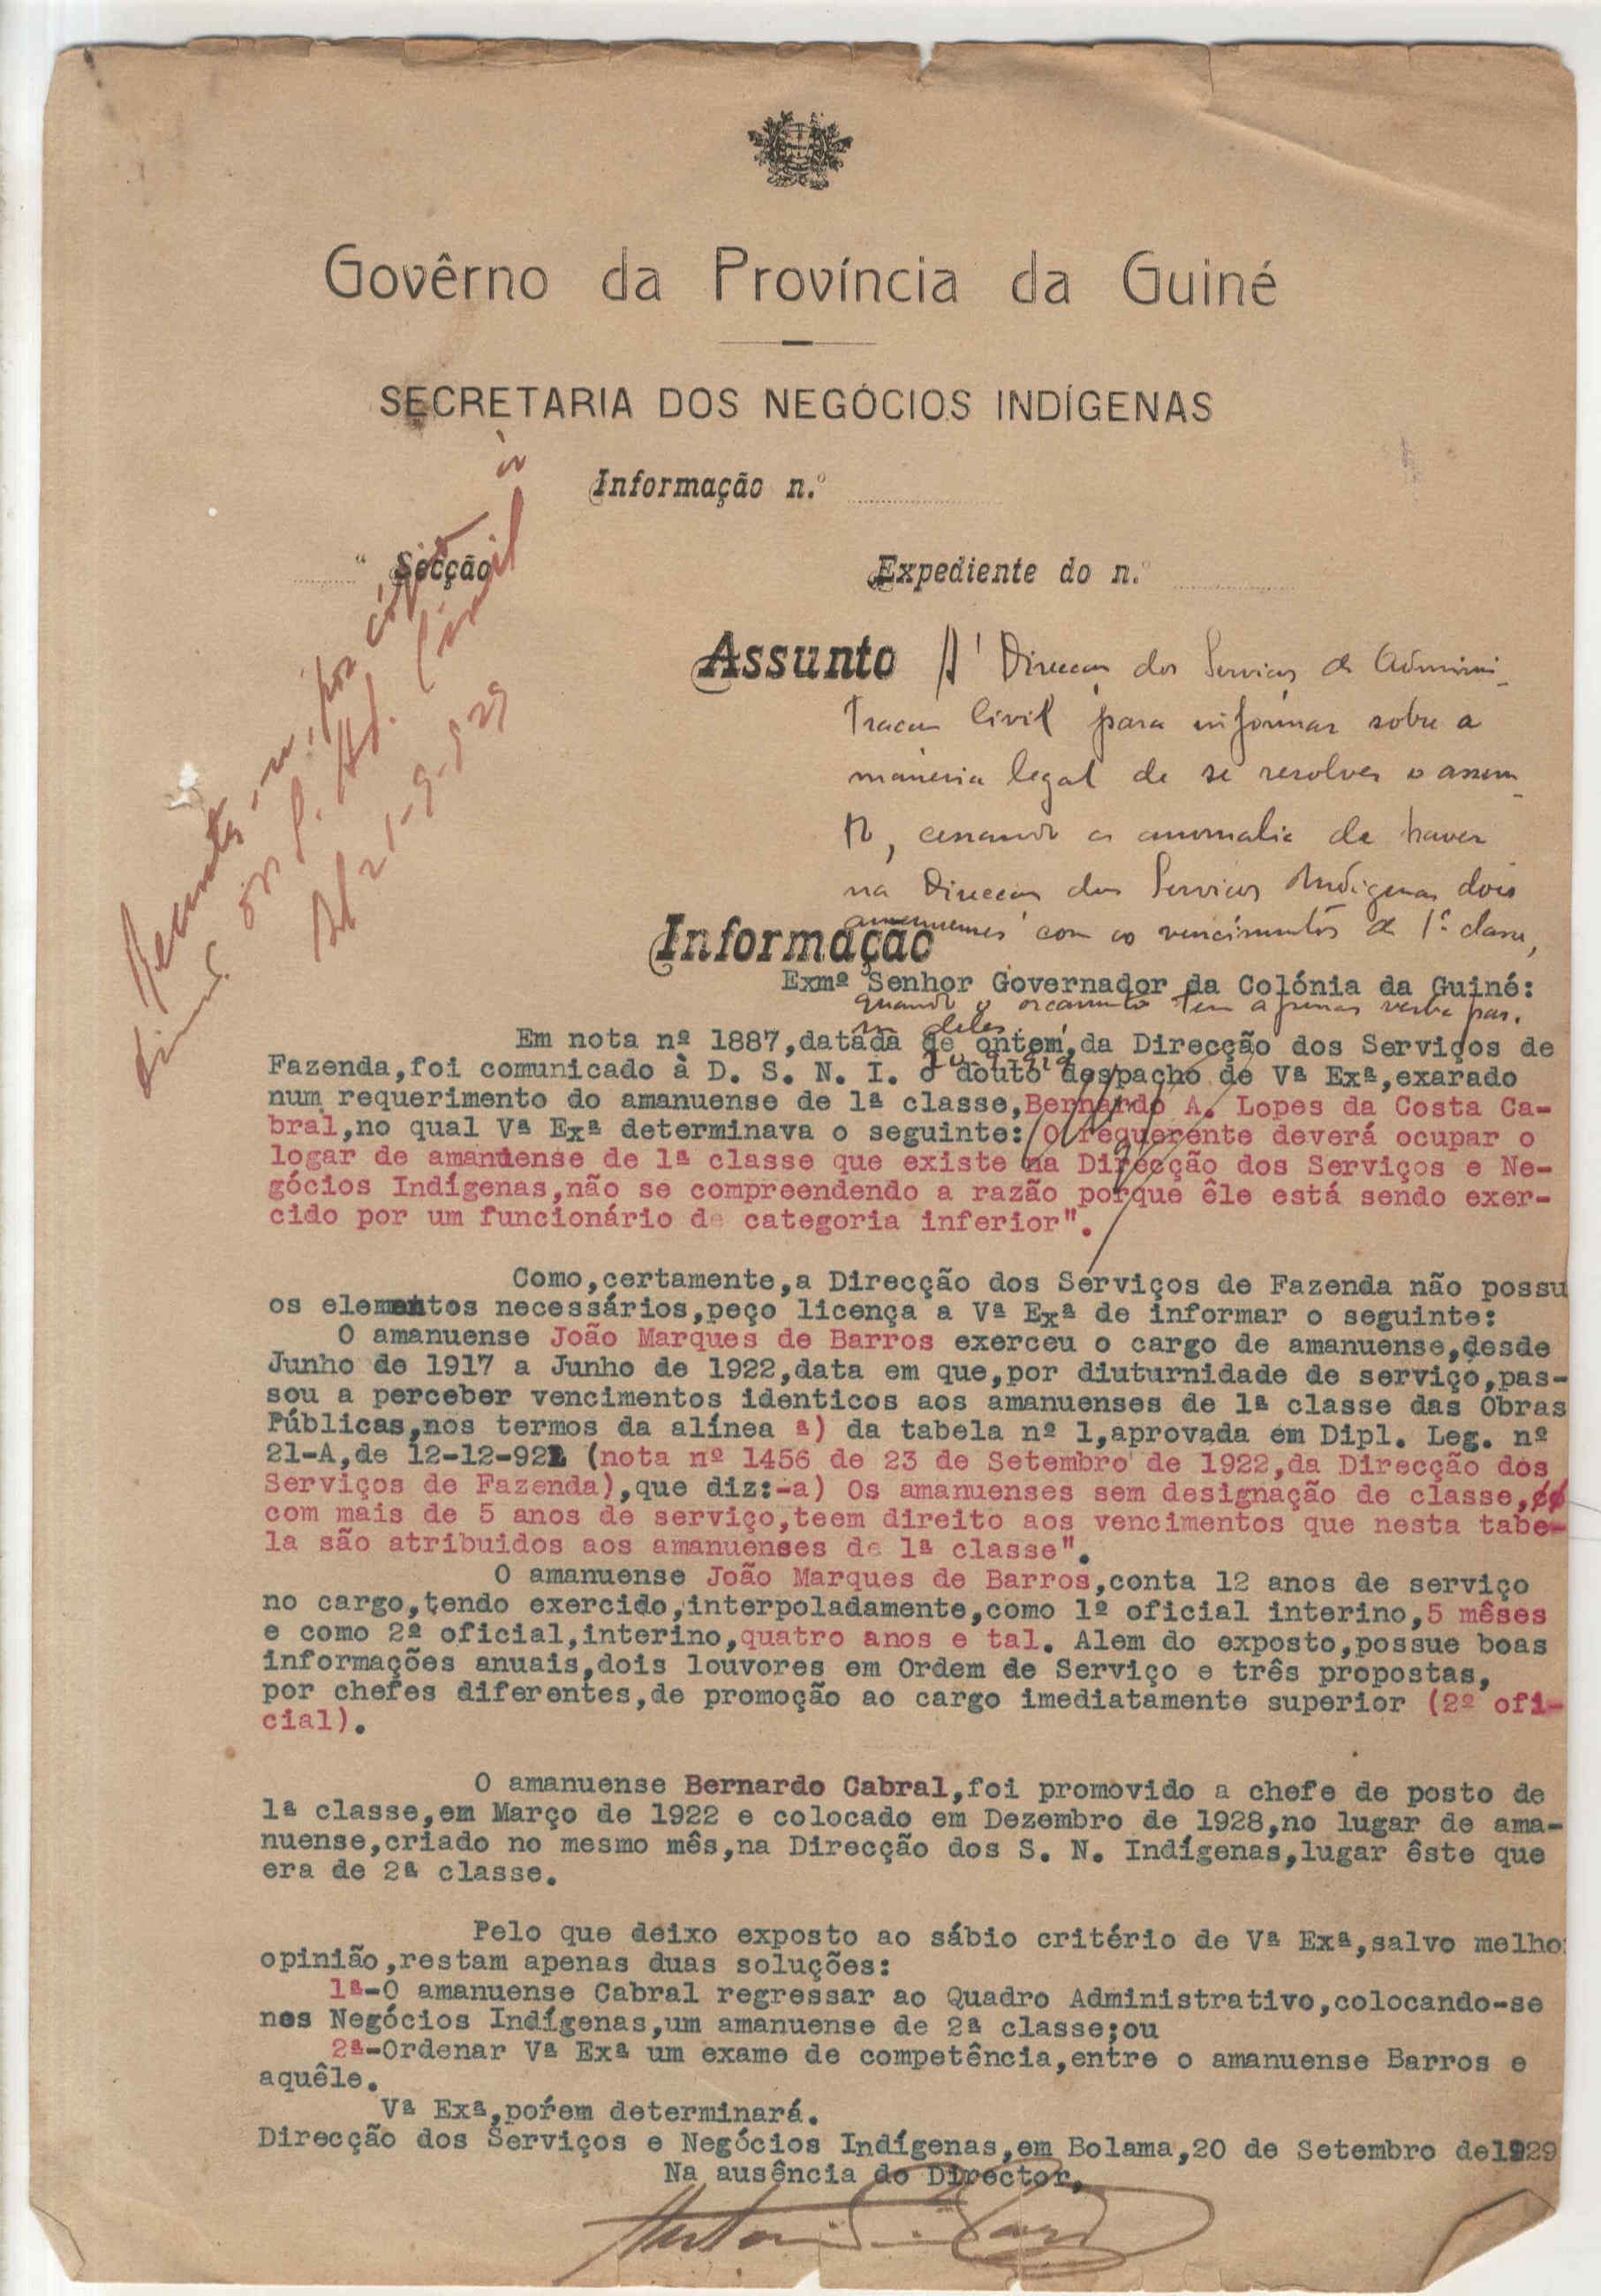 Govêrno da Província da Guiné
SECRETARIA DOS NEGÓCIOS INDÍGENAS
Informação n.º
ª Secção
Expediente do n.º
por cópia à
Ad. Civil
21-9-929
Assunto A' Direcçao dos Serviços de Adminis-
traçao Civil para informar sobre a
maneira legal de se resolver o assum-
to, cessando a anomalia de haver
na Direcçao dos Serviços Indigenas dois
amanuenses com os vencimentos de 1ª classe,
quando o orcamento tem apenas verba para
um deles
20-9-929
Informação
Exmº Senhor Governador da Colónia da Guiné:
Em nota nº 1887,datada de ontem,da Direcção dos Serviços de
Fazenda,foi comunicado à D. S. N. I. o douto despacho de Vª Exª,exarado
num requerimento do amanuense de 1ª classe,Bernardo A. Lopes da Costa Ca-
bral,no qual Vª Exª determinava o seguinte:"O requerente deverá ocupar o
logar de amanuense de 1ª classe que existe na Direcção dos Serviços e Ne-
gócios Indígenas,não se compreendendo a razão porque êle está sendo exer-
cido por um funcionário de categoria inferior".
Como,certamente,a Direcção dos Serviços de Fazenda não possu
os elementos necessários,peço licença a Vª Exª de informar o seguinte:
O amanuense João Marques de Barros exerceu o cargo de amanuense,desde
Junho de 1917 a Junho de 1922,data em que,por diuturnidade de serviço,pas-
sou a perceber vencimentos identicos aos amanuenses de 1ª classe das Obras
Públicas,nos termos da alínea a) da tabela nº 1,aprovada em Dipl. Leg. nº
21-A,de 12-12-921 (nota nº 1456 de 23 de Setembro de 1922,da Direcção dos
Serviços de Fazenda),que diz:-a) Os amanuenses sem designação de classe,
com mais de 5 anos de serviço,teem direito aos vencimentos que nesta tabe-
la são atribuidos aos amanuenses de 1ª classe".
O amanuense João Marques de Barros,conta 12 anos de serviço
no cargo,tendo exercido,interpoladamente,como 1º oficial interino,5 mêses
e como 2º oficial,interino,quatro anos e tal. Alem do exposto,possue boas
informações anuais,dois louvores em Ordem de Serviço e três propostas,
por chefes diferentes,de promoção ao cargo imediatamente superior (2º ofi-
cial).
O amanuense Bernardo Cabral,foi promovido a chefe de posto de
1ª classe,em Março de 1922 e colocado em Dezembro de 1928,no lugar de ama-
nuense,criado no mesmo mês,na Direcção dos S. N. Indígenas,lugar êste que
era de 2ª classe.
Pelo que deixo exposto ao sábio critério de Vª Exª,salvo melho
opinião,restam apenas duas soluções:
1ª-O amanuense Cabral regressar ao Quadro Administrativo,colocando-se
nos Negócios Indígenas,um amanuense de 2ª classe;ou
2ª-Ordenar Vª Exª um exame de competência,entre o amanuense Barros e
aquêle.
Vª Exª,porem determinará.
Direcção dos Serviços e Negócios Indígenas,em Bolama,20 de Setembro de1929
Na ausência do Director,